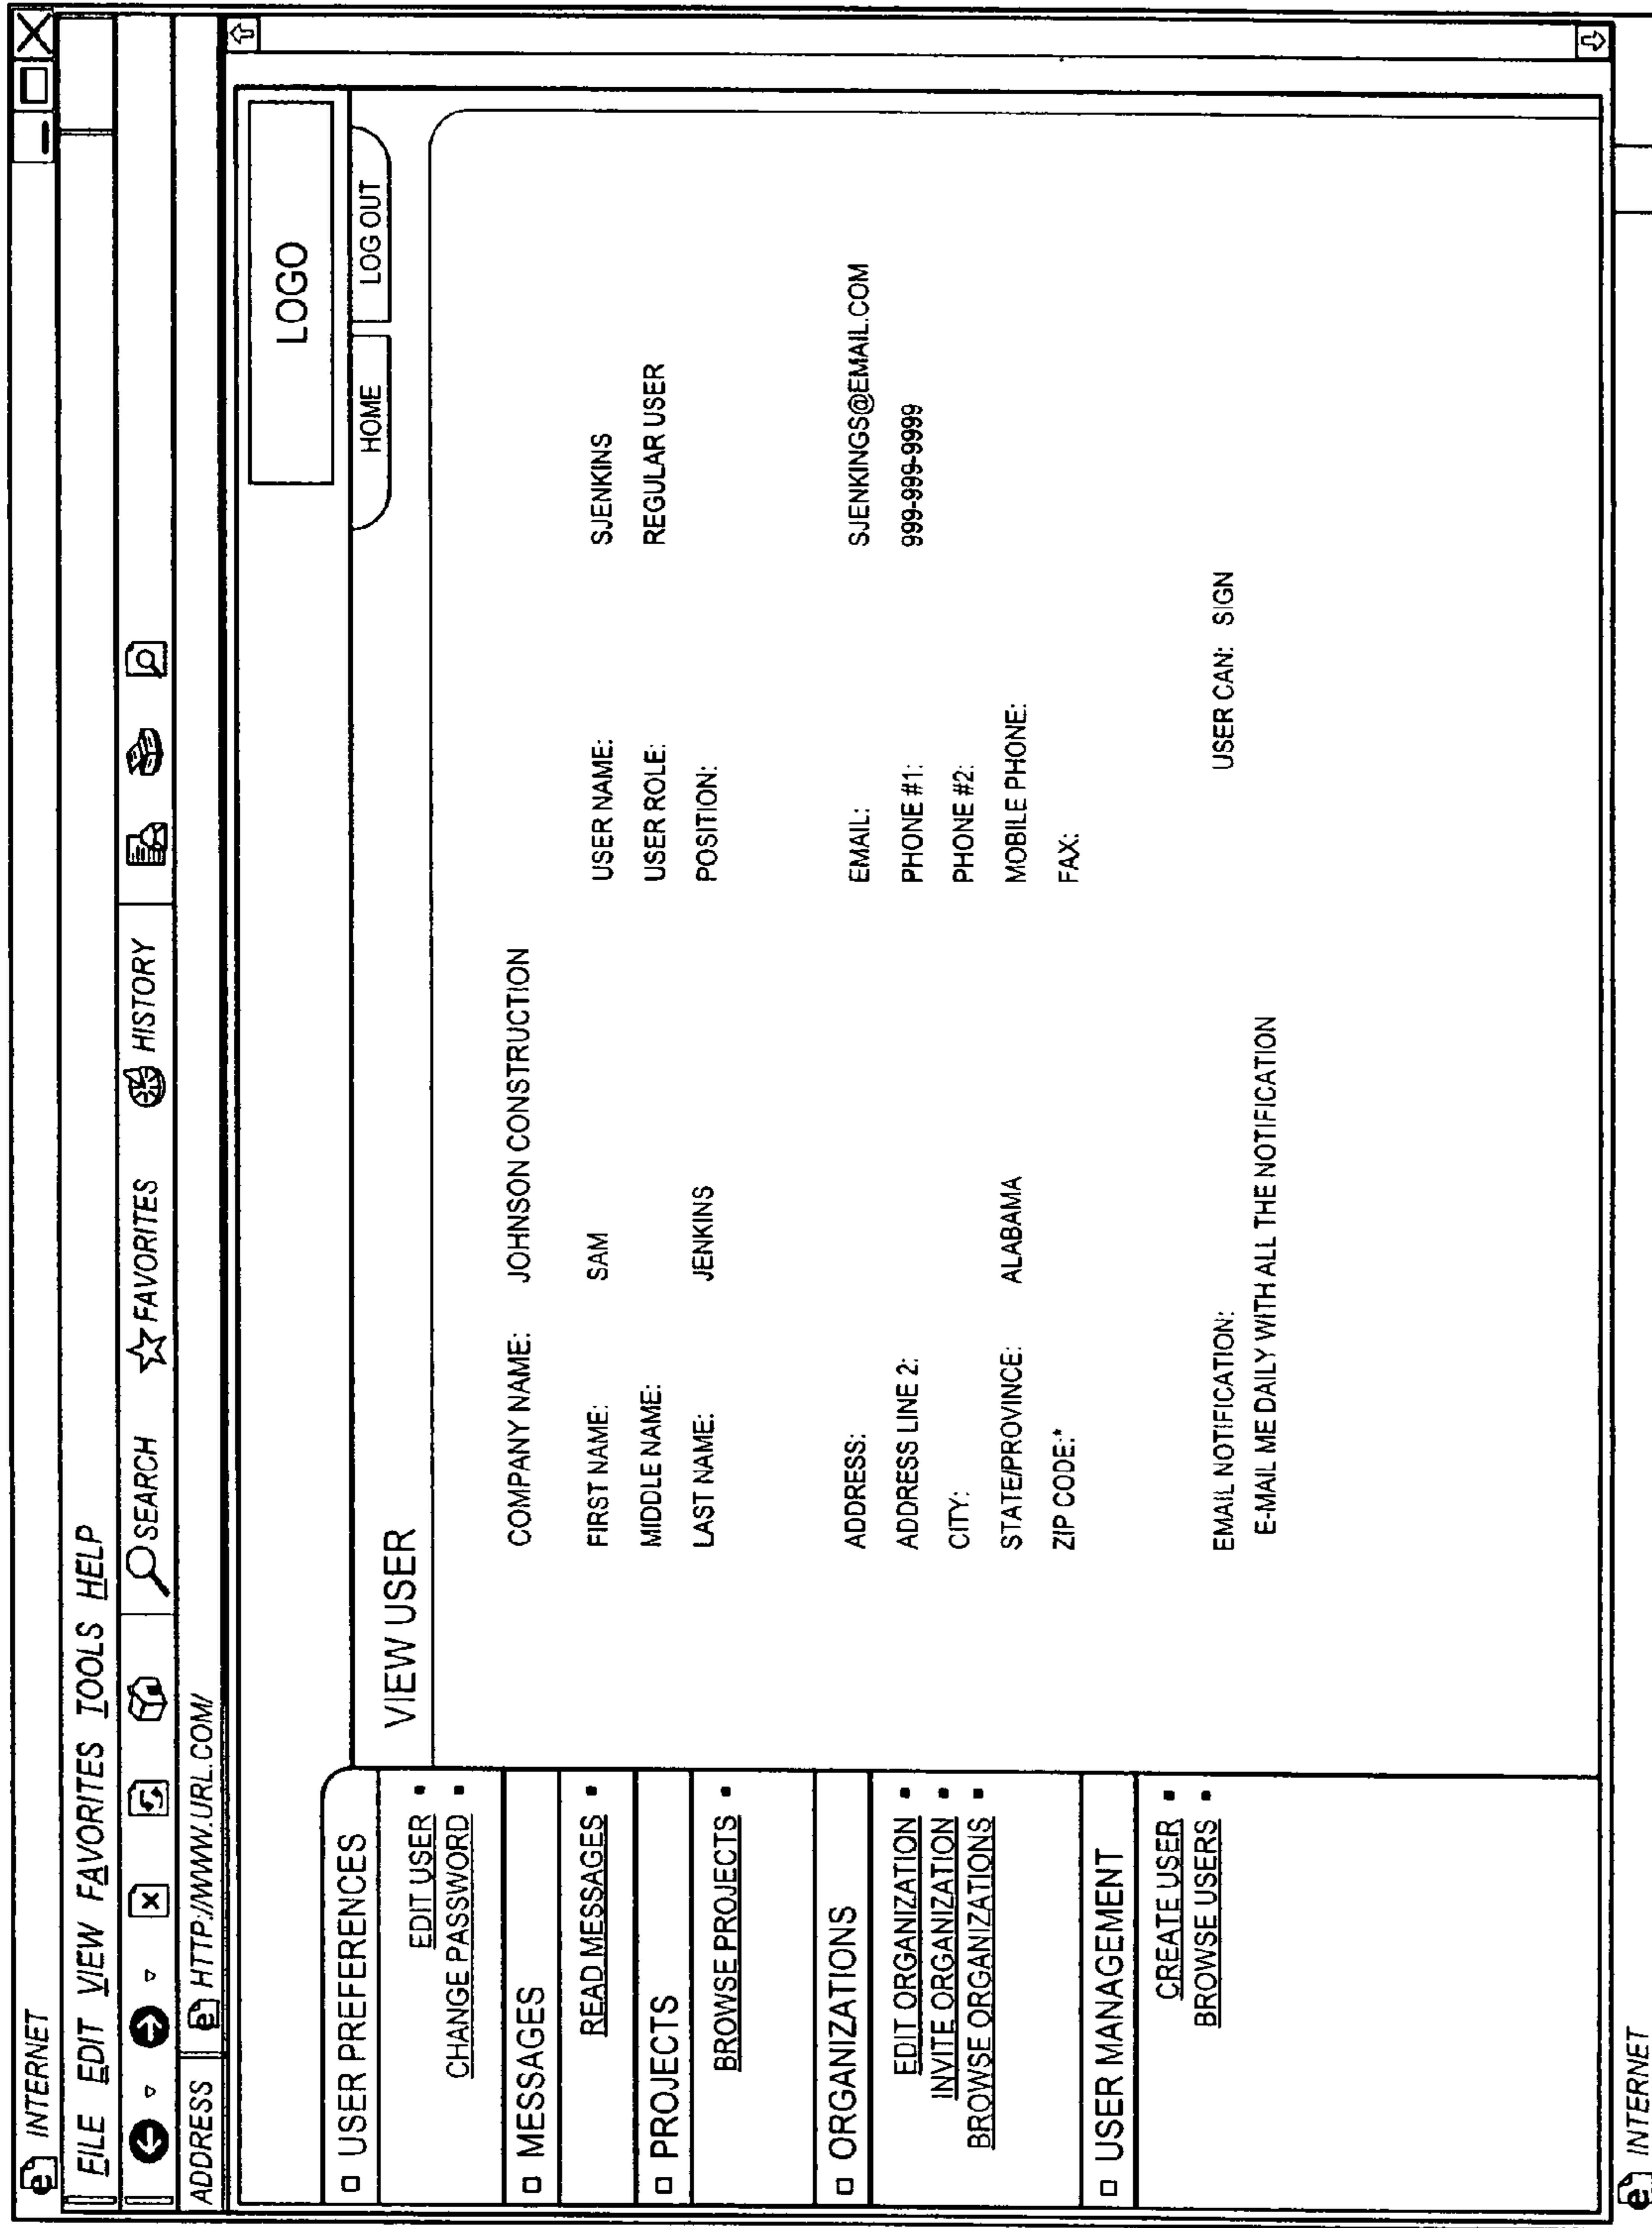 INTERNET
FILE EDIT VIEW FAVORITES TOOLS HELP
SEARCH FAVORITES HISTORY
ADDRESS HTTP://WWW.URL.COM/
LOGO
HOME LOG OUT
USER PREFERENCES
EDIT USER
CHANGE PASSWORD
MESSAGES
READ MESSAGES
PROJECTS
BROWSE PROJECTS
ORGANIZATIONS
EDIT ORGANIZATION
INVITE ORGANIZATION
BROWSE ORGANIZATIONS
USER MANAGEMENT
CREATE USER
BROWSE USERS
VIEW USER
COMPANY NAME: JOHNSON CONSTRUCTION
FIRST NAME: SAM
MIDDLE NAME:
LAST NAME: JENKINS
USER NAME: SJENKINS
USER ROLE: REGULAR USER
POSITION:
ADDRESS:
ADDRESS LINE 2:
CITY:
STATE/PROVINCE: ALABAMA
ZIP CODE:*
EMAIL: SJENKINGS@EMAIL.COM
PHONE #1: 999-999-9999
PHONE #2:
MOBILE PHONE:
FAX:
EMAIL NOTIFICATION:
E-MAIL ME DAILY WITH ALL THE NOTIFICATION
USER CAN: SIGN
INTERNET